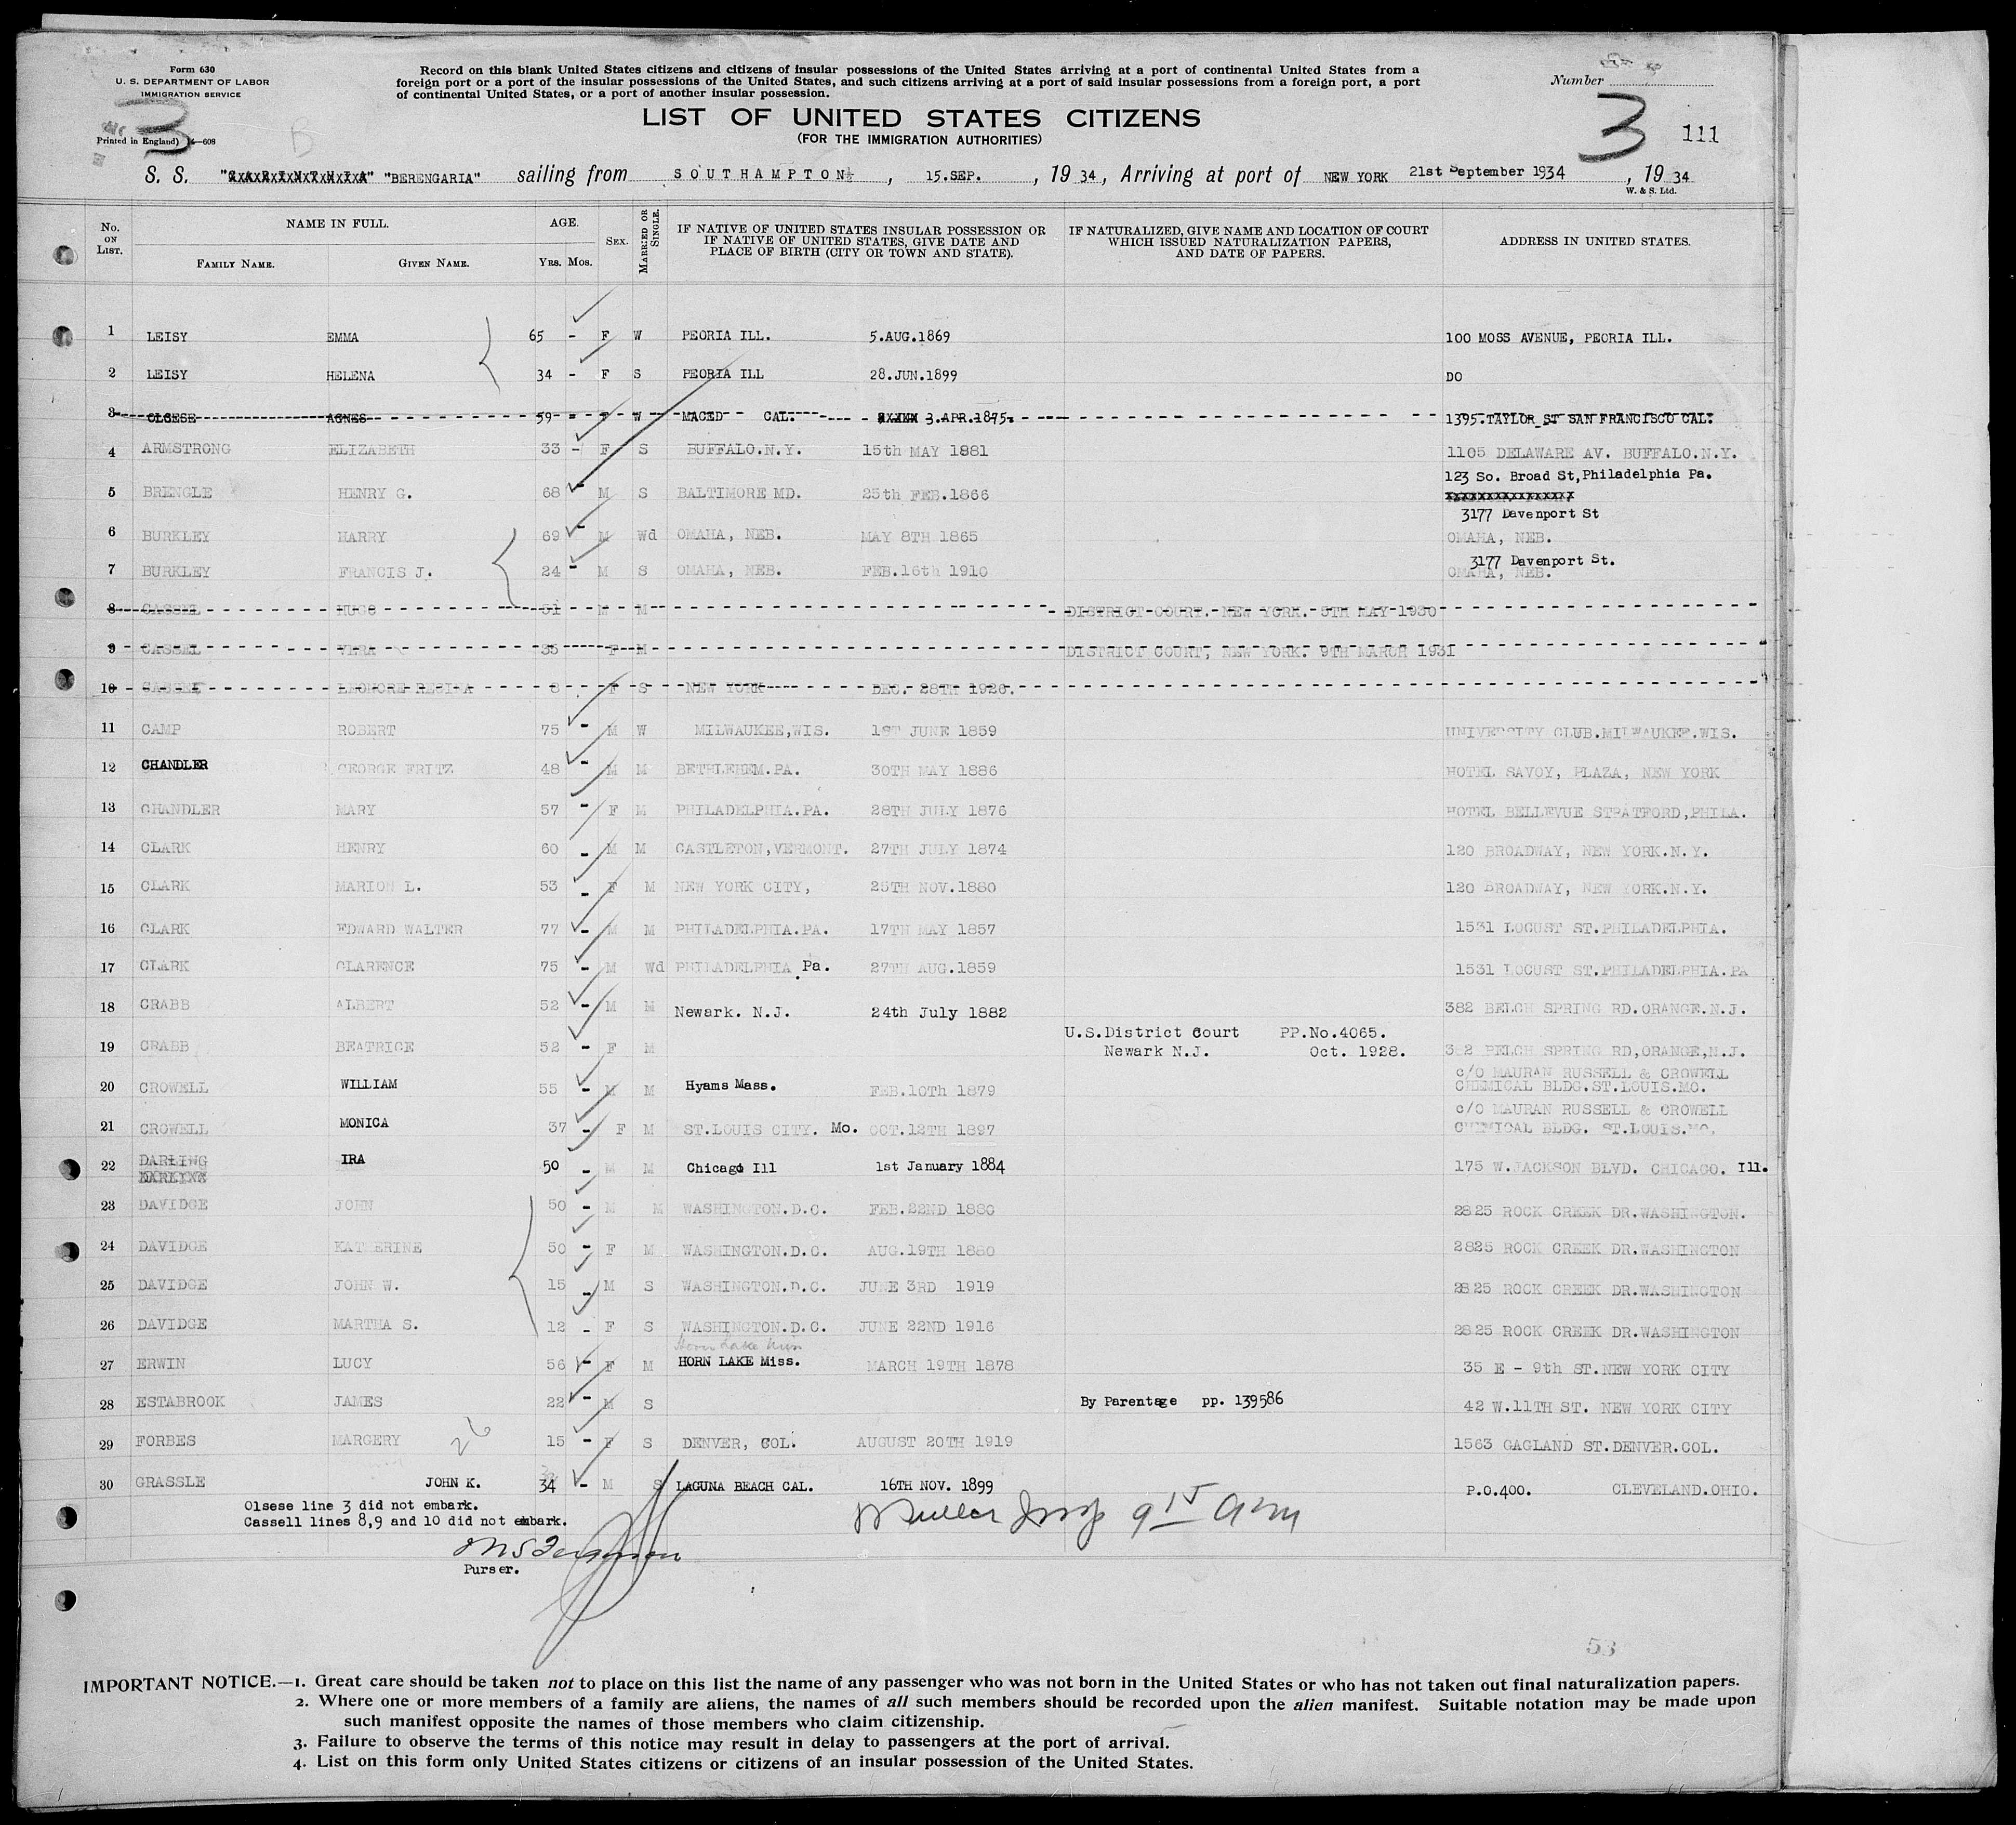 Form 630
U. S. DEPARTMENT OF LABOR
IMMIGRATION SERVICE
Printed in England) 14—608
3
B
Record on this blank United States citizens and citizens of insular possessions of the United States arriving at a port of continental United States from a
foreign port or a port of the insular possessions of the United States, and such citizens arriving at a port of said insular possessions from a foreign port, a port
of continental United States, or a port of another insular possession.
Number
LIST OF UNITED STATES CITIZENS
(FOR THE IMMIGRATION AUTHORITIES)
3 111
S. S. "CARINTHIA" "BERENGARIA" sailing from SOUTHAMPTON , 15.SEP. , 19 34, Arriving at port of NEW YORK 21st September 1934 , 19 34
W. & S. Ltd.
No. ON LIST. NAME IN FULL. AGE. SEX. MARRIED OR SINGLE. IF NATIVE OF UNITED STATES INSULAR POSSESSION OR IF NATIVE OF UNITED STATES, GIVE DATE AND PLACE OF BIRTH (CITY OR TOWN AND STATE). IF NATURALIZED, GIVE NAME AND LOCATION OF COURT WHICH ISSUED NATURALIZATION PAPERS, AND DATE OF PAPERS. ADDRESS IN UNITED STATES.
FAMILY NAME. GIVEN NAME. YRS. MOS.
1 LEISY EMMA 65 - F W PEORIA ILL. 5.AUG.1869 100 MOSS AVENUE, PEORIA ILL.
2 LEISY HELENA 34 - F S PEORIA ILL 28.JUN.1899 DO
3 OLCESE AGNES 59 - F W MACED CAL. 3.APR.1875. 1395.TAYLOR ST SAN FRANCISCO CAL.
4 ARMSTRONG ELIZABETH 33 - F S BUFFALO.N.Y. 15th MAY 1881 1105 DELAWARE AV. BUFFALO.N.Y.
5 BRENGLE HENRY G. 68 - M S BALTIMORE MD. 25th FEB.1866 123 So. Broad St,Philadelphia Pa.
3177 Davenport St
6 BURKLEY HARRY 69 - M Wd OMAHA, NEB. MAY 8TH 1865 OMAHA, NEB.
3177 Davenport St.
7 BURKLEY FRANCIS J. 24 - M S OMAHA, NEB. FEB.16th 1910 OMAHA, NEB.
8 CASSEL HUGO 51 M M DISTRICT COURT. NEW YORK. 5TH MAY 1930
9 CASSEL VERA 35 F M DISTRICT COURT, NEW YORK. 9TH MARCH 1931
10 CASSEL LEONORE REGINA 8 F S NEW YORK DEC. 28TH 1926.
11 CAMP ROBERT 75 - M W MILWAUKEE,WIS. 1ST JUNE 1859 UNIVERSITY CLUB.MILWAUKEE.WIS.
12 CHANDLER GEORGE FRITZ 48 - M M BETHLEHEM.PA. 30TH MAY 1886 HOTEL SAVOY, PLAZA, NEW YORK
13 CHANDLER MARY 57 - F M PHILADELPHIA.PA. 28TH JULY 1876 HOTEL BELLEVUE STRATFORD,PHILA.
14 CLARK HENRY 60 - M M CASTLETON,VERMONT. 27TH JULY 1874 120 BROADWAY, NEW YORK.N.Y.
15 CLARK MARION L. 53 - F M NEW YORK CITY, 25TH NOV.1880 120 BROADWAY, NEW YORK.N.Y.
16 CLARK EDWARD WALTER 77 - M M PHILADELPHIA.PA. 17TH MAY 1857 1531 LOCUST ST.PHILADELPHIA.
17 CLARK CLARENCE 75 - M Wd PHILADELPHIA Pa. 27TH AUG.1859 1531 LOCUST ST.PHILADELPHIA.PA
18 CRABB ALBERT 52 - M M Newark. N.J. 24th July 1882 382 BELCH SPRING RD.ORANGE.N.J.
U.S.District Court PP.No.4065.
19 CRABB BEATRICE 52 - F M Newark N.J. Oct. 1928. 382 BELCH SPRING RD,ORANGE,N.J.
c/O MAURAN RUSSELL & CROWELL
20 CROWELL WILLIAM 55 - M M Hyams Mass. FEB.10TH 1879 CHEMICAL BLDG.ST.LOUIS.MO.
c/O MAURAN RUSSELL & CROWELL
21 CROWELL MONICA 37 - F M ST.LOUIS CITY. Mo. OCT.12TH 1897 CHEMICAL BLDG. ST.LOUIS.MO.
22 DARLING IRA 50 - M M Chicago Ill 1st January 1884 175 W.JACKSON BLVD. CHICAGO. Ill.
23 DAVIDGE JOHN 50 - M M WASHINGTON.D.C. FEB.22ND 1880 2825 ROCK CREEK DR.WASHINGTON.
24 DAVIDGE KATHERINE 50 - F M WASHINGTON.D.C. AUG.19TH 1880 2825 ROCK CREEK DR.WASHINGTON
25 DAVIDGE JOHN W. 15 - M S WASHINGTON.D.C. JUNE 3RD 1919 2825 ROCK CREEK DR.WASHINGTON
26 DAVIDGE MARTHA S. 12 - F S WASHINGTON.D.C. JUNE 22ND 1916 2825 ROCK CREEK DR.WASHINGTON
Horn Lake Miss
27 ERWIN LUCY 56 - F M HORN LAKE Miss. MARCH 19TH 1878 35 E - 9th ST.NEW YORK CITY
28 ESTABROOK JAMES 22 - M S By Parentage pp. 139586 42 W.11TH ST. NEW YORK CITY
29 FORBES MARGERY 26 15 - F S DENVER, COL. AUGUST 20TH 1919 1563 GAGLAND ST.DENVER.COL.
30 GRASSLE JOHN K. 34 - M S LAGUNA BEACH CAL. 16TH NOV. 1899 P.O.400. CLEVELAND.OHIO.
Olsese line 3 did not embark.
Cassell lines 8,9 and 10 did not embark.
Purser.
53
IMPORTANT NOTICE.—1. Great care should be taken not to place on this list the name of any passenger who was not born in the United States or who has not taken out final naturalization papers.
2. Where one or more members of a family are aliens, the names of all such members should be recorded upon the alien manifest. Suitable notation may be made upon
such manifest opposite the names of those members who claim citizenship.
3. Failure to observe the terms of this notice may result in delay to passengers at the port of arrival.
4. List on this form only United States citizens or citizens of an insular possession of the United States.